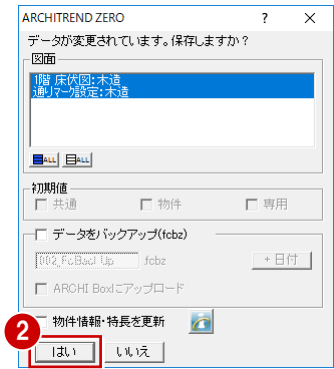 ARCHITREND ZERO ? ×
データが変更されています。保存しますか？
図面
1階 床伏図:木造
通りマーク設定:木造
ALL ALL
初期値
共通 物件 専用
データをバックアップ(fcbz)
fcbz +日付
ARCHI Boxにアップロード
物件情報・特長を更新
2
はい いいえ